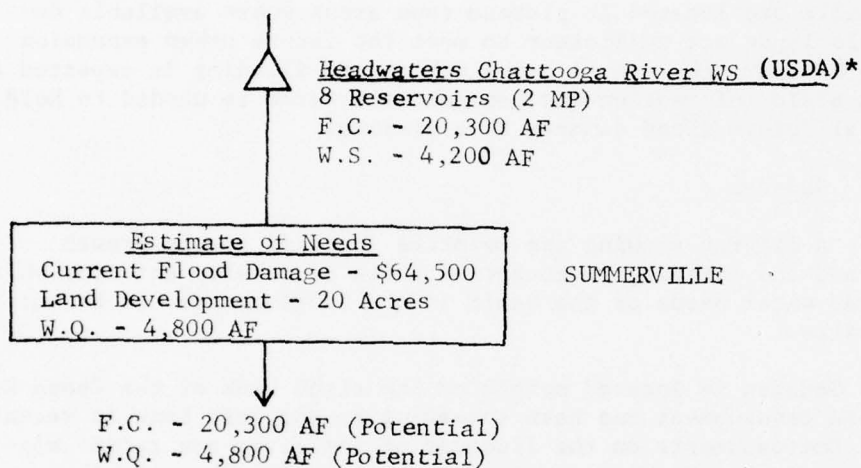 Headwaters Chattooga River WS (USDA)*
8 Reservoirs (2 MP)
F.C. - 20,300 AF
W.S. - 4,200 AF
Estimate of Needs
Current Flood Damage - $64,500
Land Development - 20 Acres
W.Q. - 4,800 AF
SUMMERVILLE
F.C. - 20,300 AF (Potential)
W.Q. - 4,800 AF (Potential)